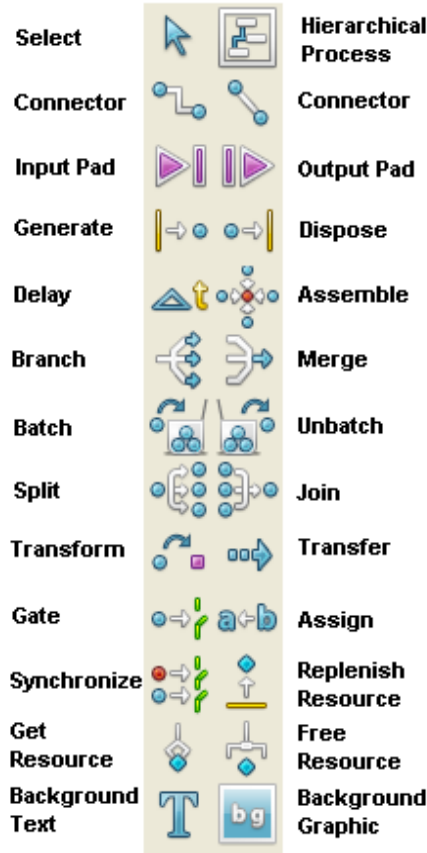 Select
Hierarchical
Process
Connector
Connector
Input Pad
Output Pad
Generate
Dispose
Delay
t
Assemble
Branch
Merge
Batch
Unbatch
Split
Join
Transform
Transfer
Gate
a b
Assign
Synchronize
Replenish
Resource
Get
Resource
Free
Resource
Background
Text
T
bg
Background
Graphic